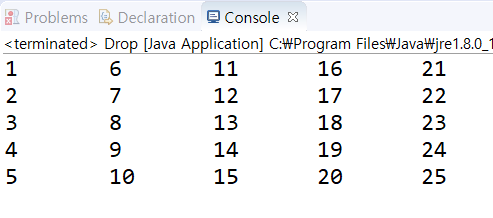 Problems Declaration Console
<terminated> Drop [Java Application] C:₩Program Files₩Java₩jre1.8.0_1
1 6 11 16 21
2 7 12 17 22
3 8 13 18 23
4 9 14 19 24
5 10 15 20 25